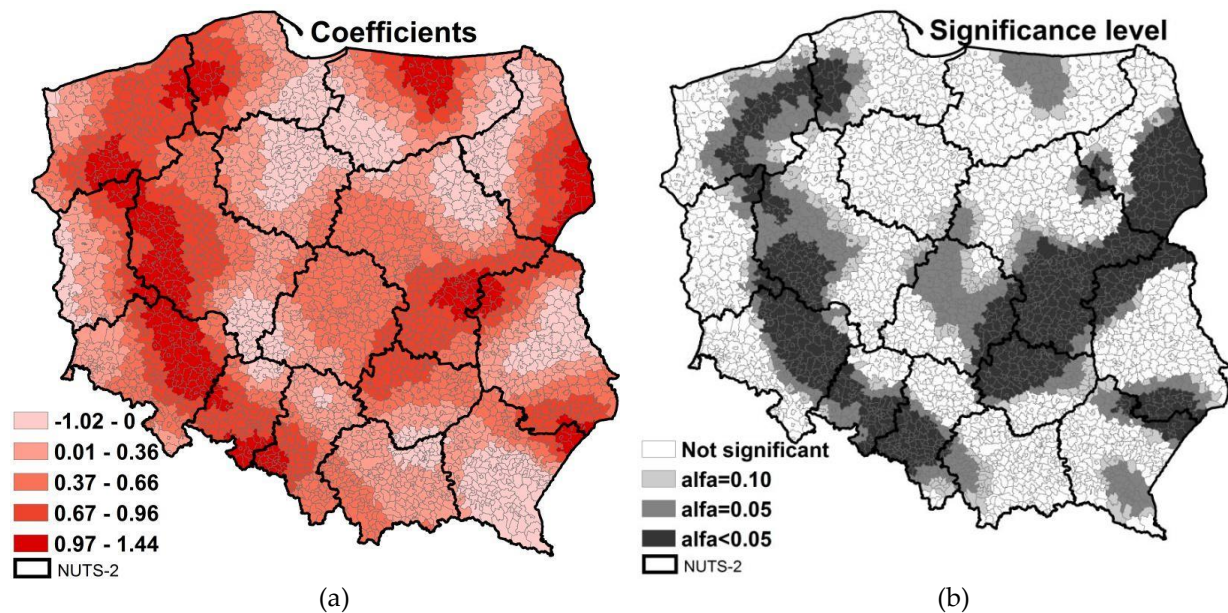 Coefficients
-1.02 - 0
0.01 - 0.36
0.37 - 0.66
0.67 - 0.96
0.97 - 1.44
NUTS-2
(a)
Significance level
Not significant
alfa=0.10
alfa=0.05
alfa<0.05
NUTS-2
(b)